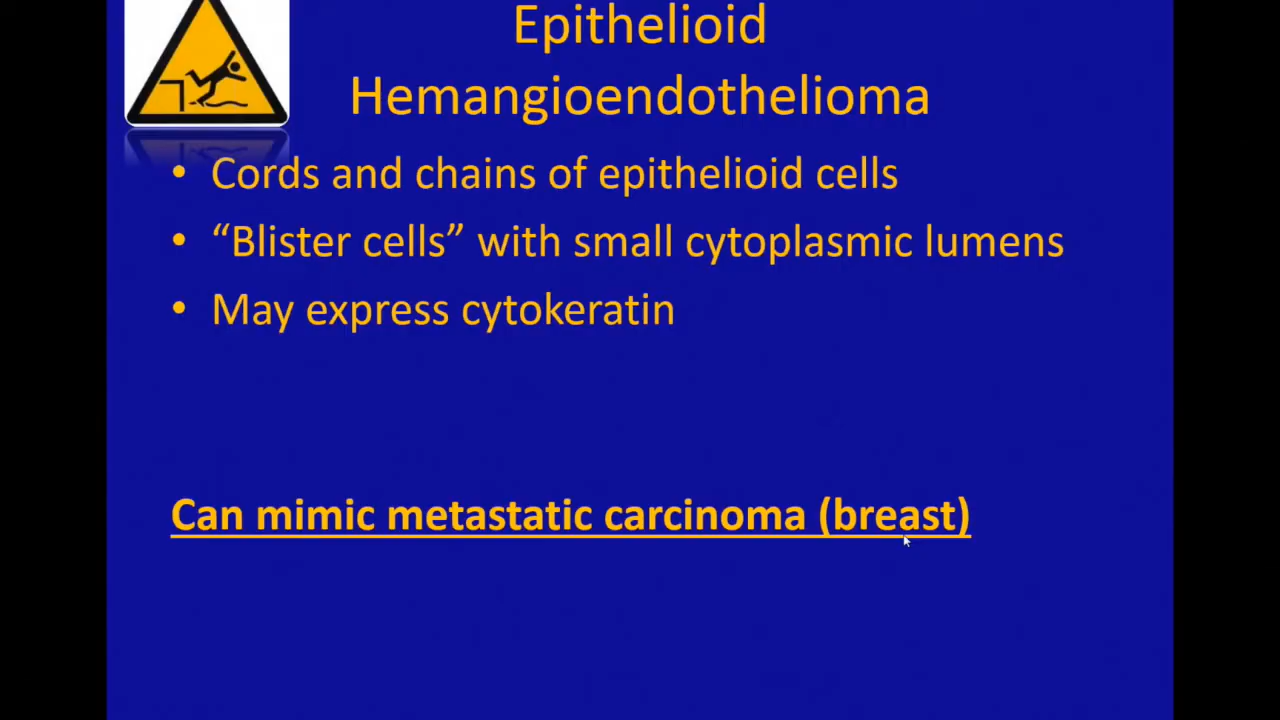 Epithelioid
Hemangioendothelioma
• Cords and chains of epithelioid cells
• “Blister cells” with small cytoplasmic lumens
• May express cytokeratin
Can mimic metastatic carcinoma (breast)